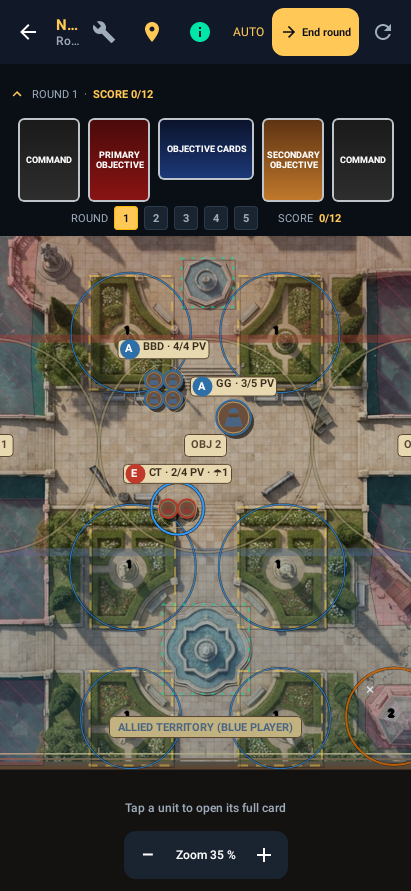 N...
Ro...
AUTO
End round
ROUND 1 · SCORE 0/12
COMMAND
PRIMARY
OBJECTIVE
OBJECTIVE CARDS
SECONDARY
OBJECTIVE
COMMAND
ROUND 1 2 3 4 5 SCORE 0/12
1
1
A BBD · 4/4 PV
A GG · 3/5 PV
1
OBJ 2
O
E CT · 2/4 PV · ☂1
1
1
1
1
2
ALLIED TERRITORY (BLUE PLAYER)
Tap a unit to open its full card
− Zoom 35 % +